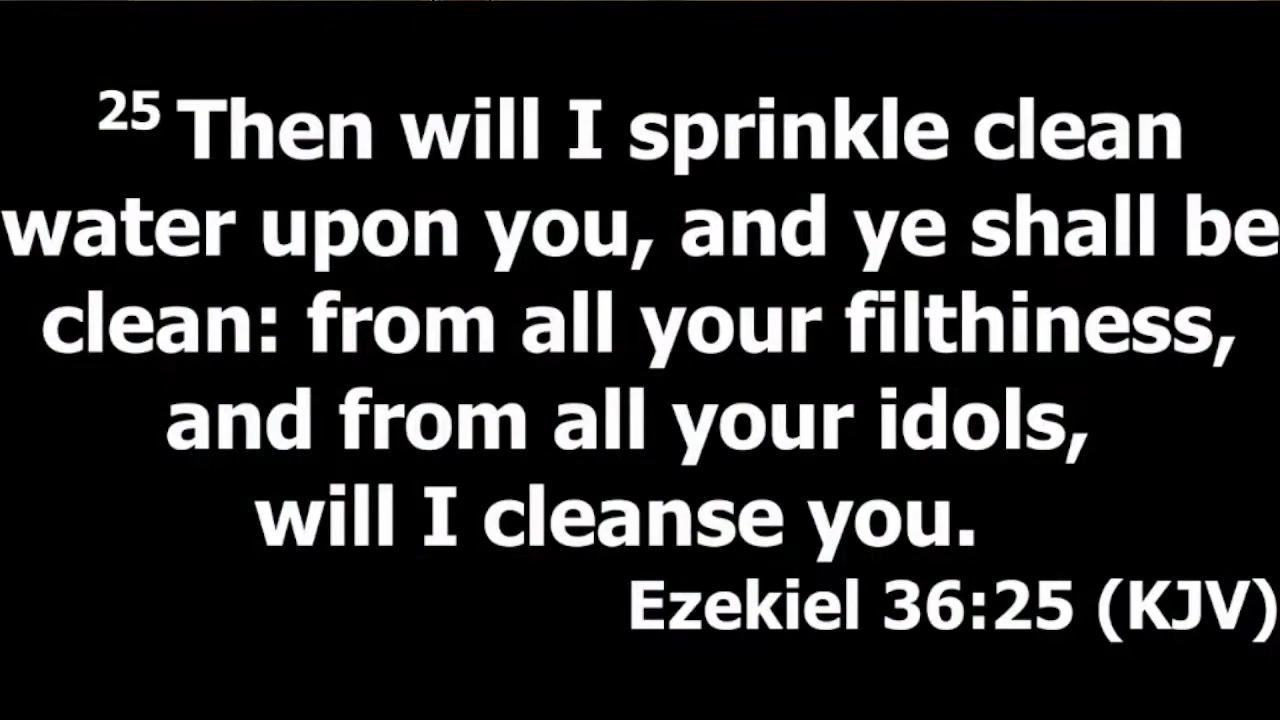 25 Then will I sprinkle clean
water upon you, and ye shall be
clean: from all your filthiness,
and from all your idols,
will I cleanse you.
Ezekiel 36:25 (KJV)